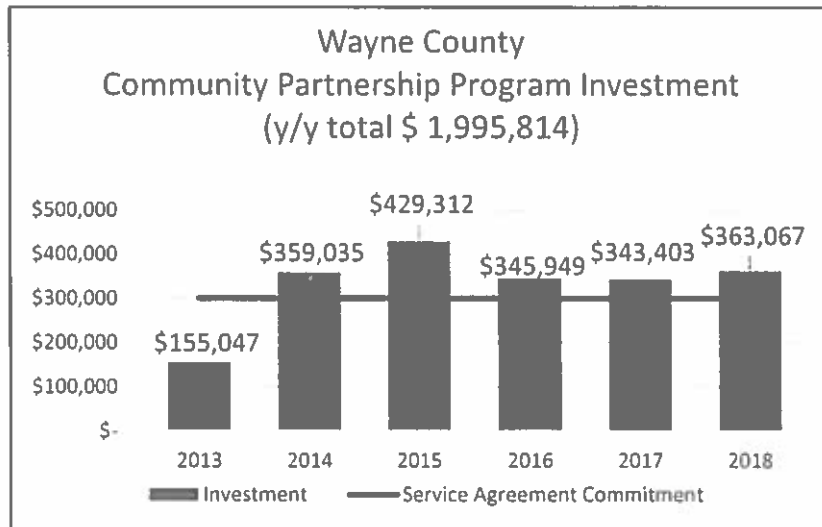 Wayne County
Community Partnership Program Investment
(y/y total $ 1,995,814)
$500,000
$400,000
$300,000
$200,000
$100,000
$-
$155,047
$359,035
$429,312
$345,949
$343,403
$363,067
2013 2014 2015 2016 2017 2018
Investment Service Agreement Commitment